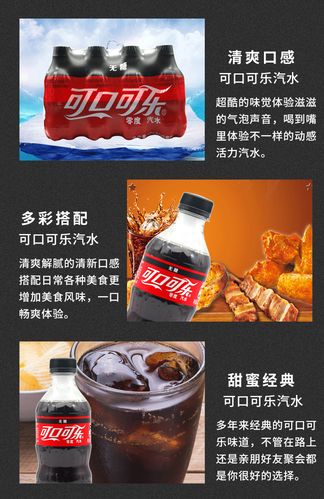 无糖
可口可乐
零度 汽水
清爽口感
可口可乐汽水
超酷的味觉体验滋滋
的气泡声音，喝到嘴
里体验不一样的动感
活力汽水。
多彩搭配
可口可乐汽水
清爽解腻的清新口感
搭配日常各种美食更
增加美食风味，一口
畅爽体验。
无糖
可口可乐
零度 汽水
无糖
可口可乐
零度 汽水
甜蜜经典
可口可乐汽水
多年来经典的可口可
乐味道，不管在路上
还是亲朋好友聚会都
是你很好的选择。